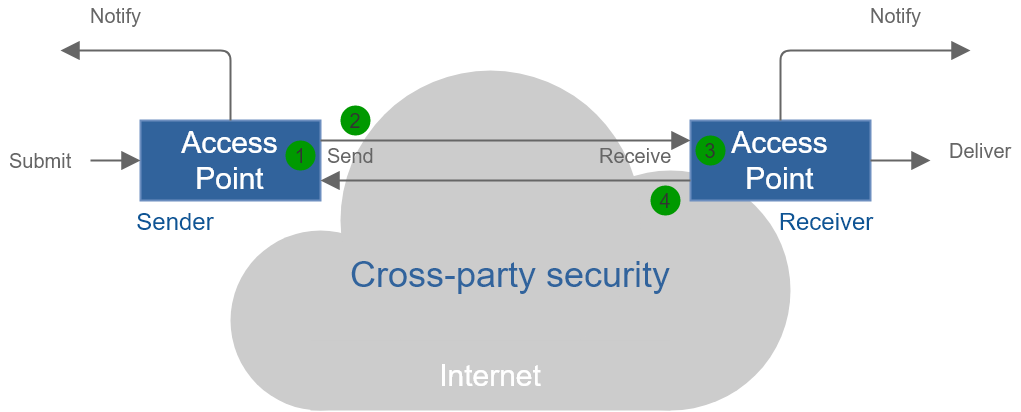 Notify
Notify
2
Access
Point
1
Send
Receive
3
Access
Point
Submit
Deliver
4
Sender
Receiver
Cross-party security
Internet